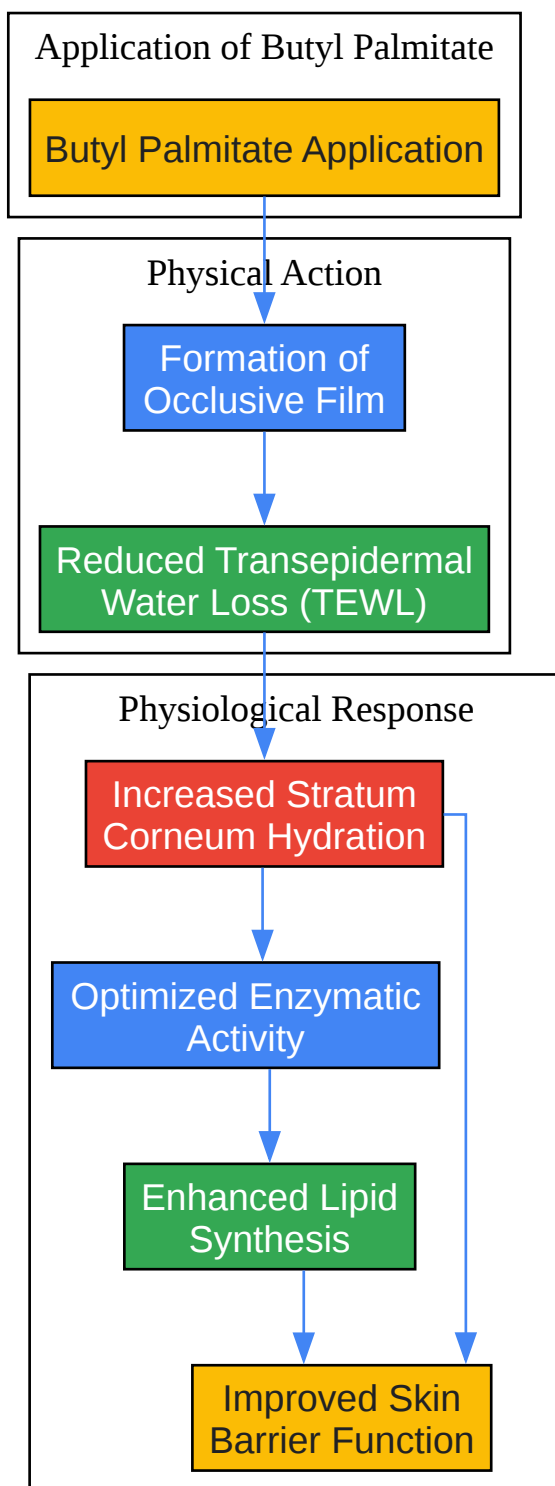 Application of Butyl Palmitate
Butyl Palmitate Application
Physical Action
Formation of
Occlusive Film
Reduced Transepidermal
Water Loss (TEWL)
Physiological Response
Increased Stratum
Corneum Hydration
Optimized Enzymatic
Activity
Enhanced Lipid
Synthesis
Improved Skin
Barrier Function